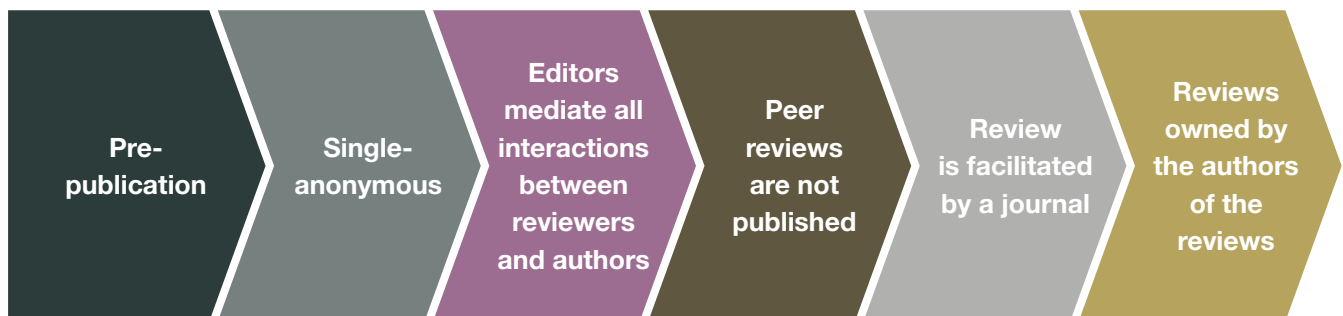 Pre-
publication
Single-
anonymous
Editors
mediate all
interactions
between
reviewers
and authors
Peer
reviews
are not
published
Review
is facilitated
by a journal
Reviews
owned by
the authors
of the
reviews